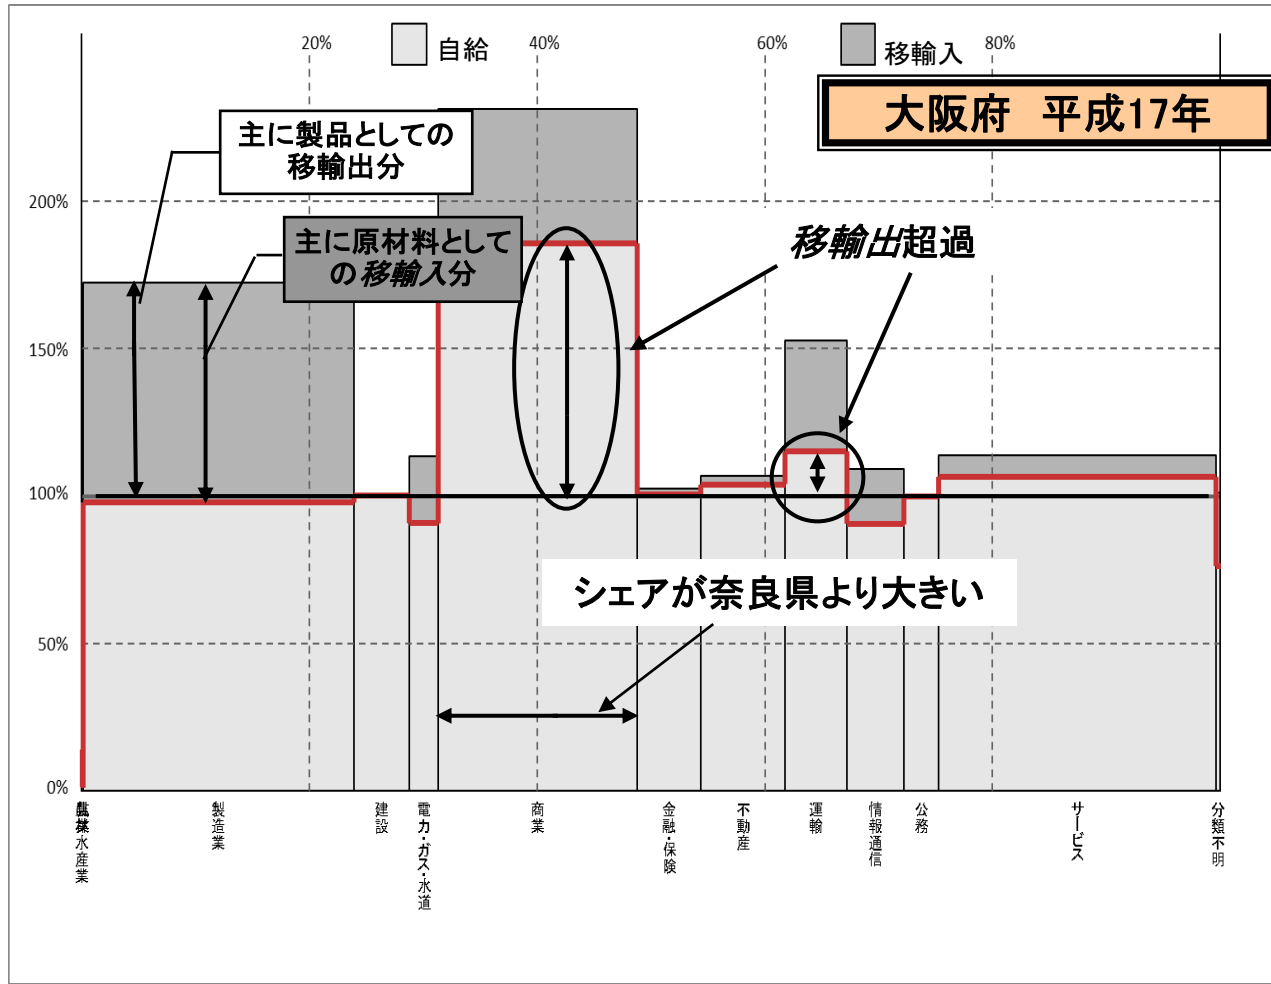 20%
40%
60%
80%
自給
移輸入
大阪府 平成17年
主に製品としての
移輸出分
主に原材料として
の移輸入分
移輸出超過
200%
150%
100%
50%
0%
シェアが奈良県より大きい
水産業
製造業
建設
電力・ガス・水道
商業
金融・保険
不動産
運輸
情報通信
公務
サービス
分類不明